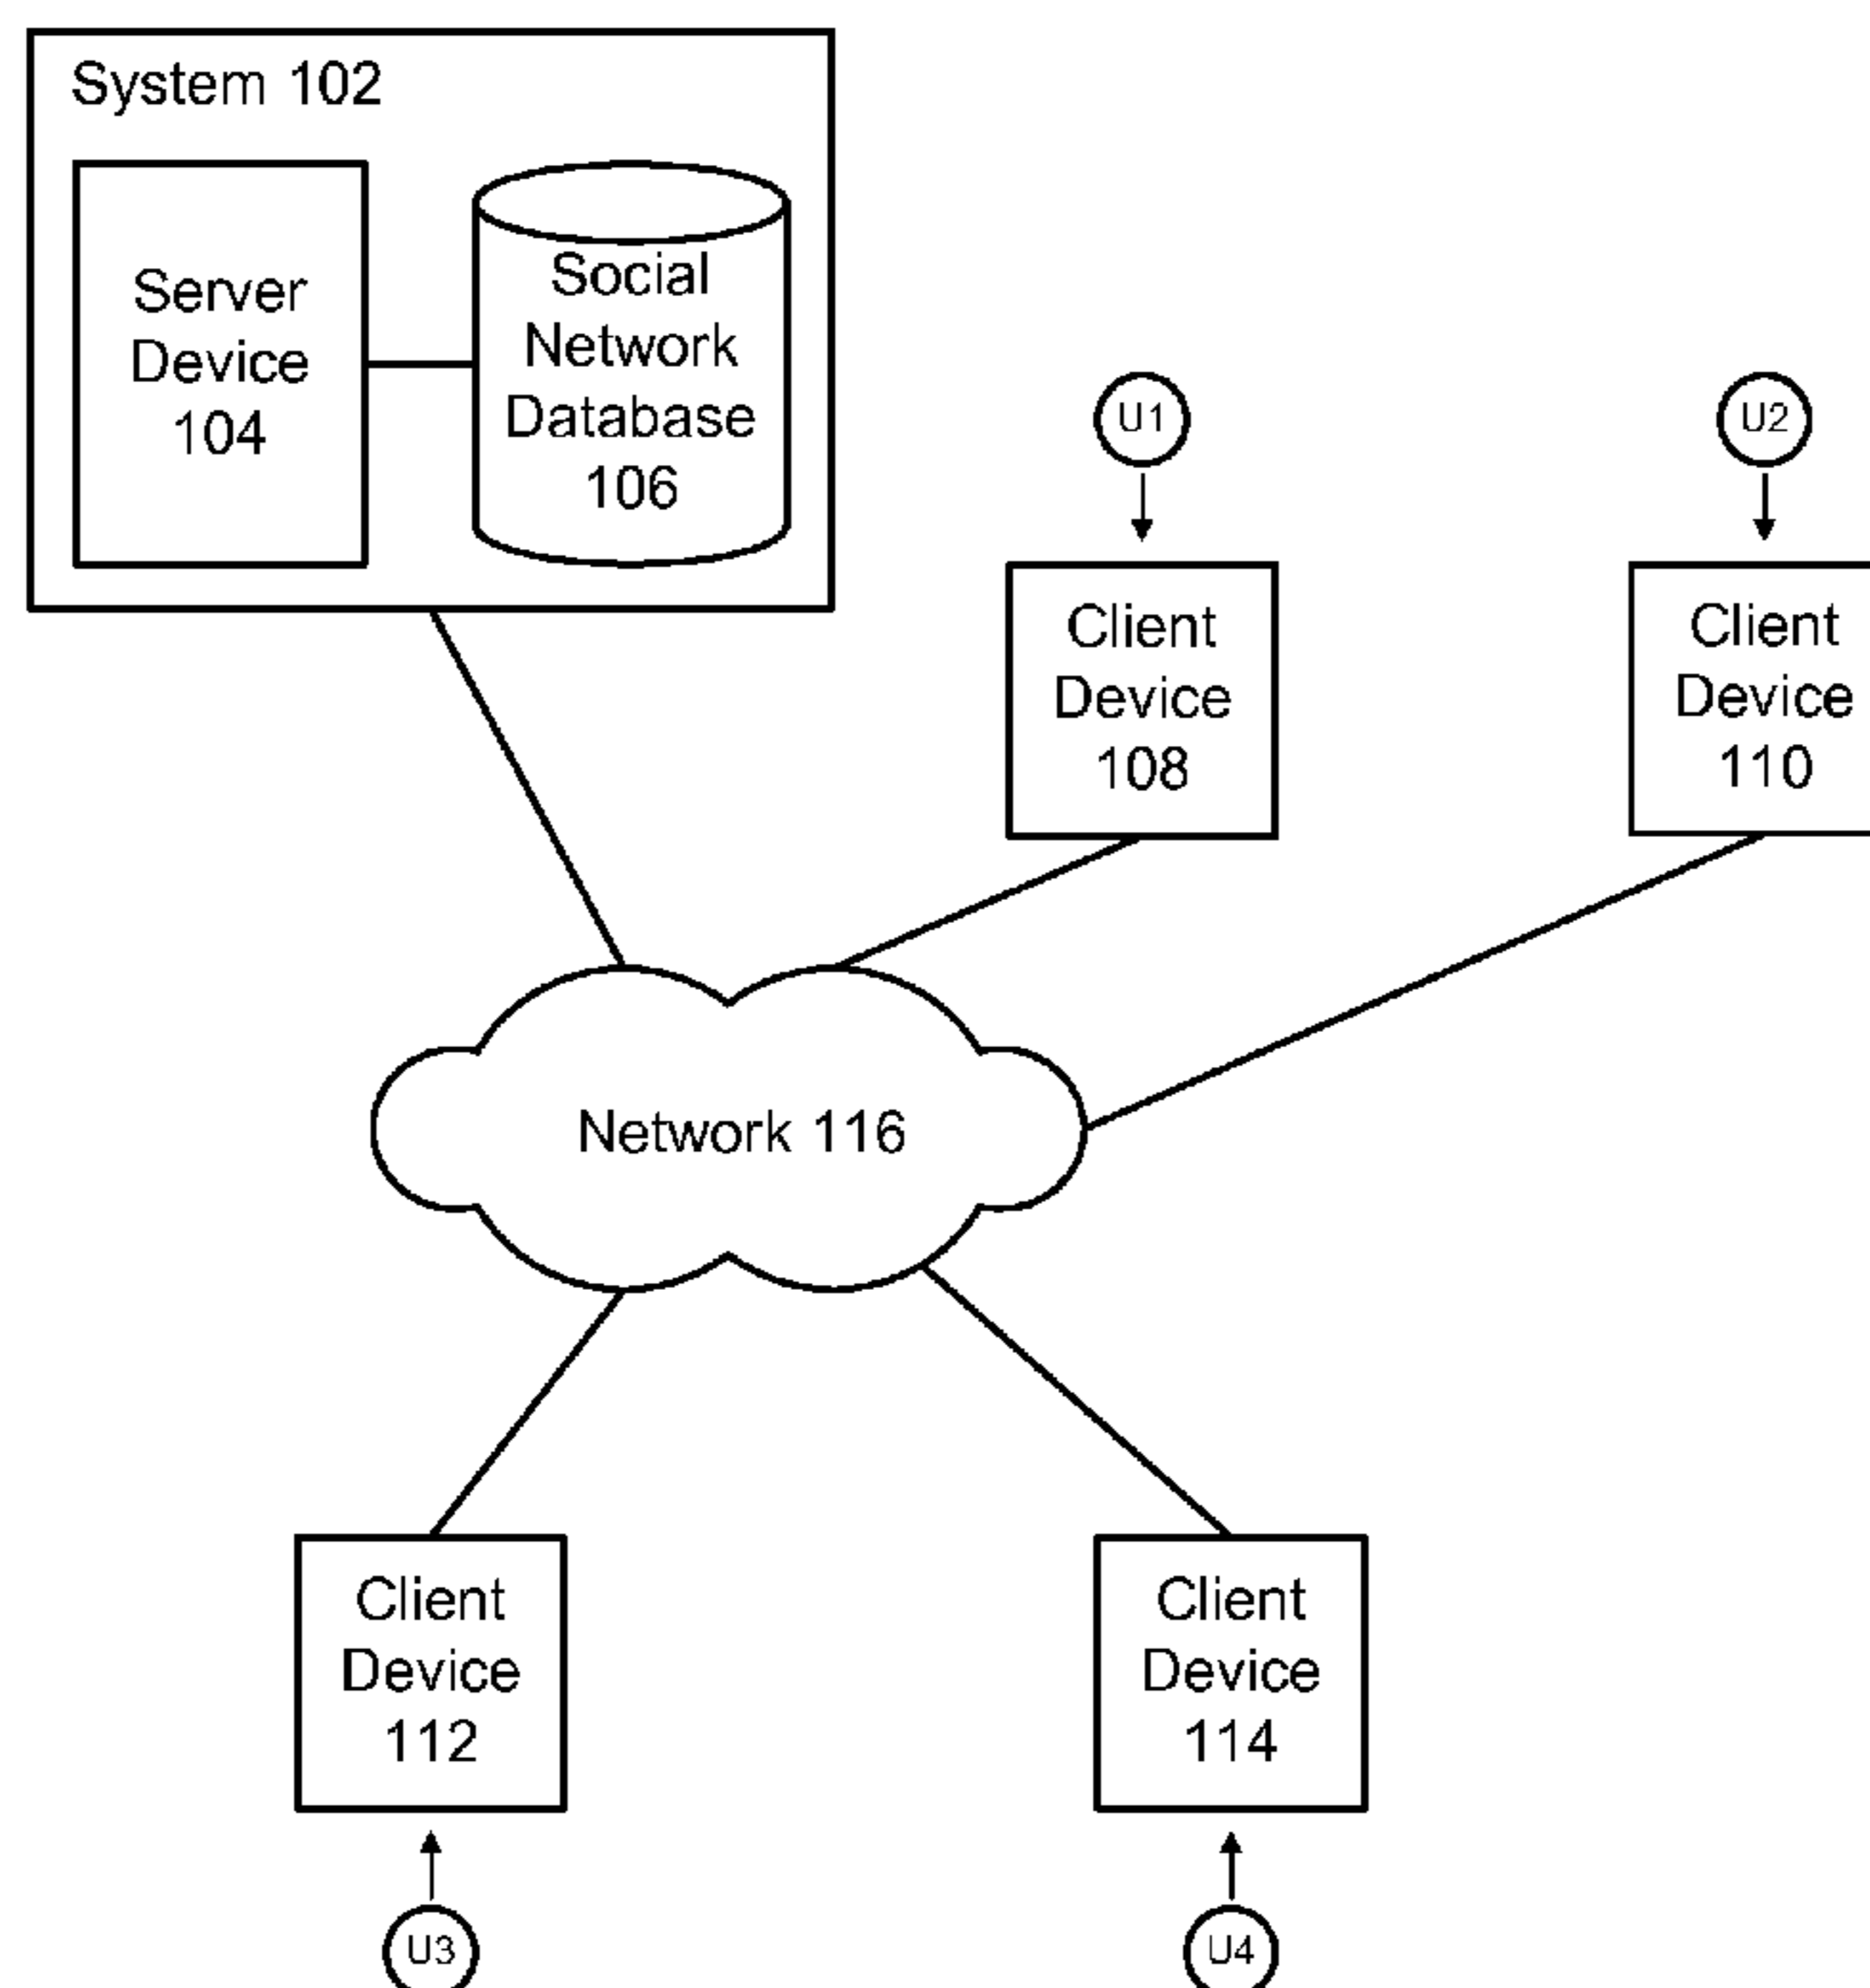 System 102
Server
Device
104
Social
Network
Database
106
U1
U2
Client
Device
108
Client
Device
110
Network 116
Client
Device
112
Client
Device
114
U3
U4